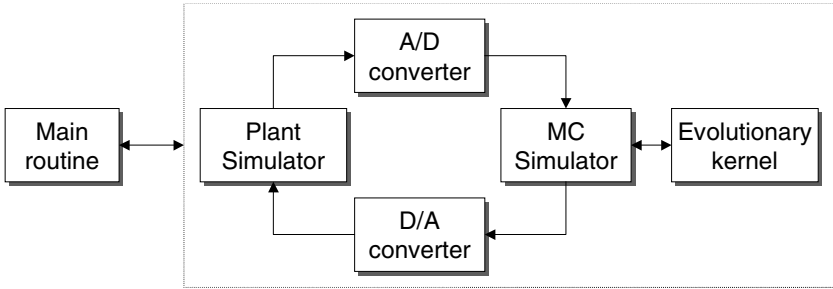 A/D
converter
Main
routine
Plant
Simulator
MC
Simulator
Evolutionary
kernel
D/A
converter